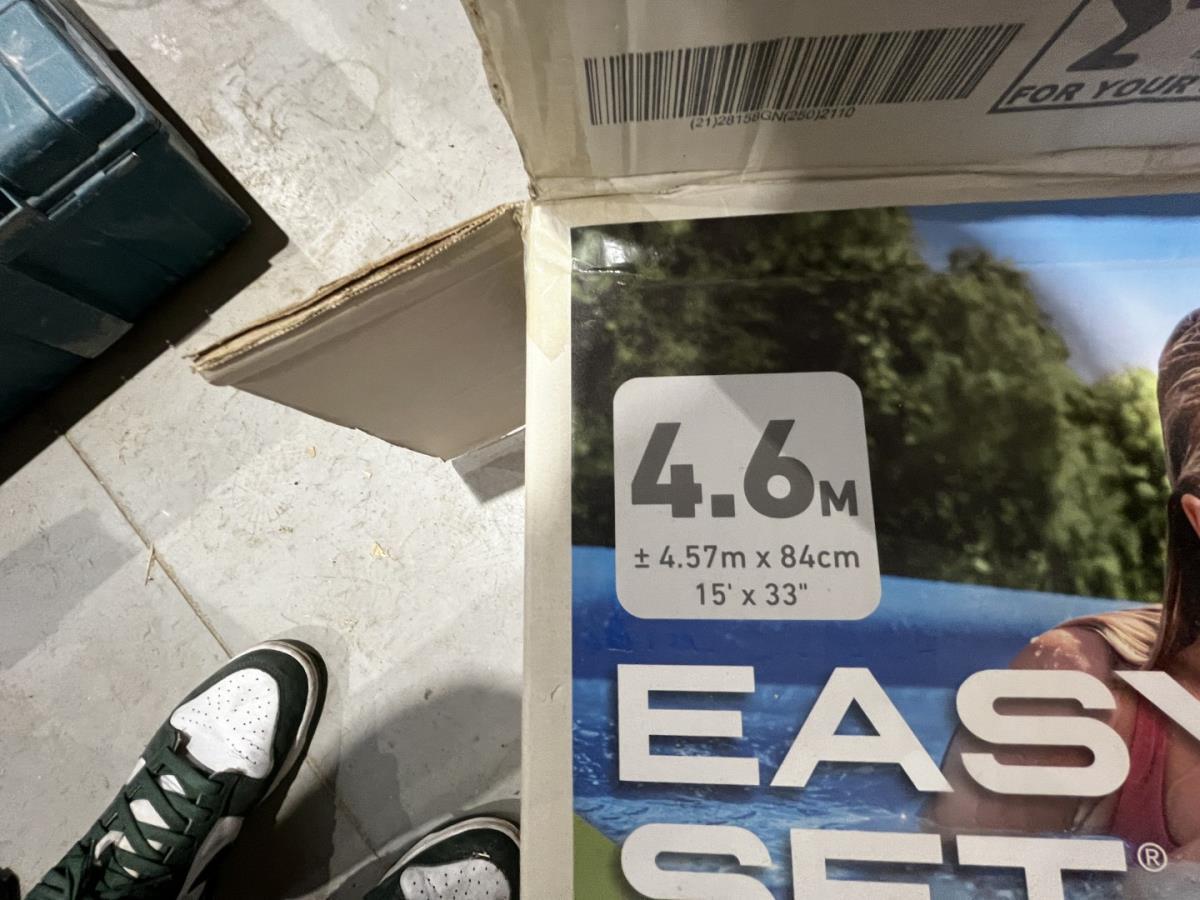 FOR YOUR
(21)28158GN(250)2110
4.6M
± 4.57m x 84cm
15' x 33"
EASY
SET®